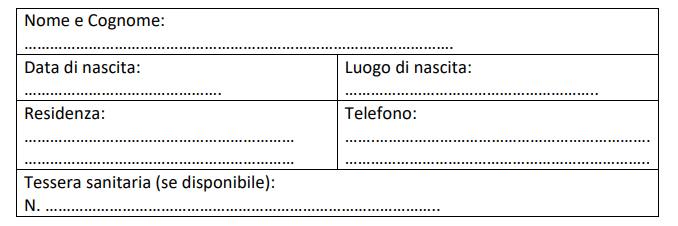 Nome e Cognome:
……………………………………………………………………………………….
Data di nascita:
……………………………………….
Luogo di nascita:
…………………………………………………..
Residenza:
………………………………………………………
………………………………………………………
Telefono:
…….……………………………………………………….
……………………………………………………………..
Tessera sanitaria (se disponibile):
N. ………………………………………………………………………………..